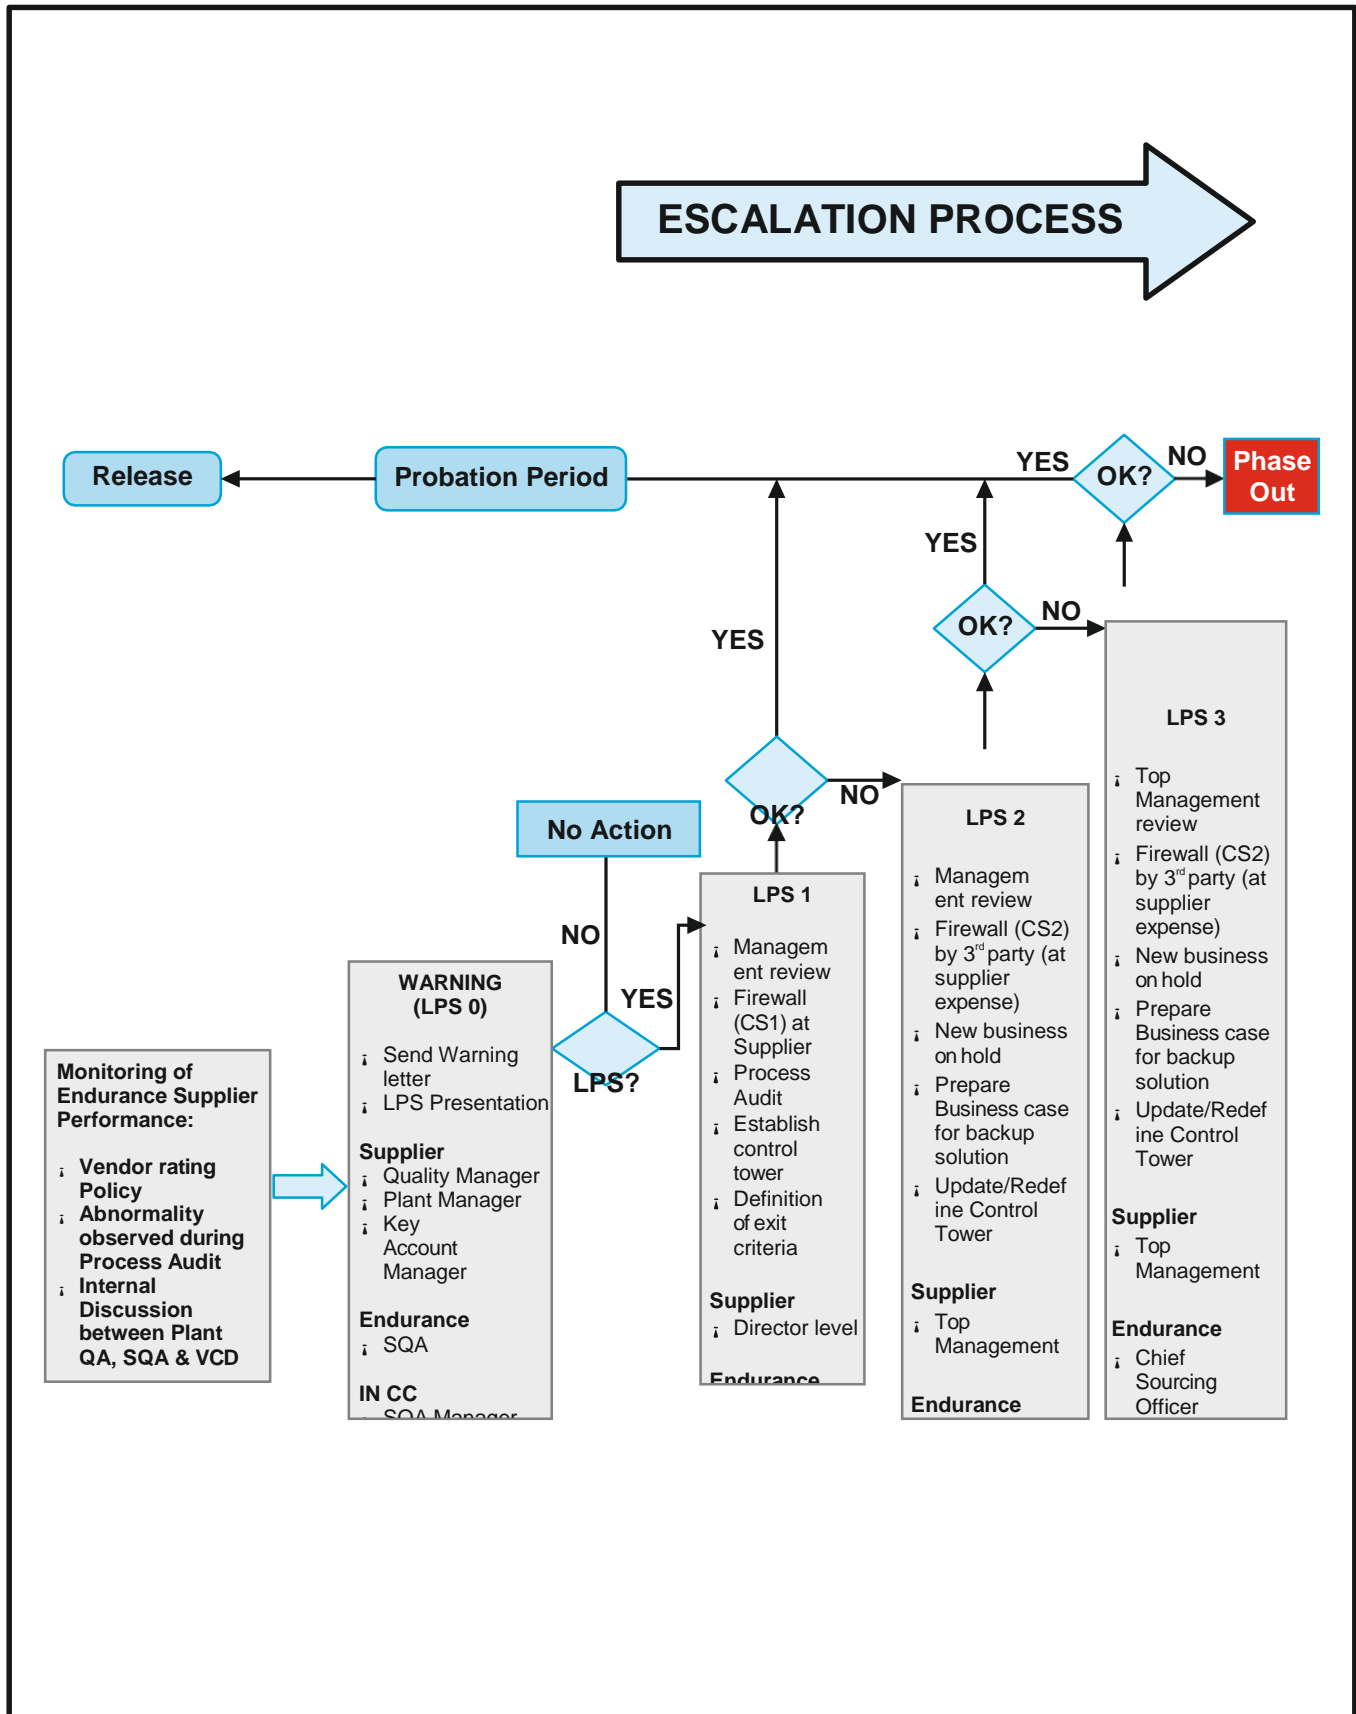 ESCALATION PROCESS
Release
Probation Period
YES
OK?
NO
Phase
Out
YES
OK?
NO
YES
OK?
NO
No Action
NO
YES
LPS?
Monitoring of
Endurance Supplier
Performance:
Vendor rating
Policy
Abnormality
observed during
Process Audit
Internal
Discussion
between Plant
QA, SQA & VCD
WARNING
(LPS 0)
Send Warning
letter
LPS Presentation
Supplier
Quality Manager
Plant Manager
Key
Account
Manager
Endurance
SQA
IN CC
SQA Manager
LPS 1
Managem
ent review
Firewall
(CS1) at
Supplier
Process
Audit
Establish
control
tower
Definition
of exit
criteria
Supplier
Director level
Endurance
LPS 2
Managem
ent review
Firewall (CS2)
by 3rd party (at
supplier
expense)
New business
on hold
Prepare
Business case
for backup
solution
Update/Redef
ine Control
Tower
Supplier
Top
Management
Endurance
LPS 3
Top
Management
review
Firewall (CS2)
by 3rd party (at
supplier
expense)
New business
on hold
Prepare
Business case
for backup
solution
Update/Redef
ine Control
Tower
Supplier
Top
Management
Endurance
Chief
Sourcing
Officer